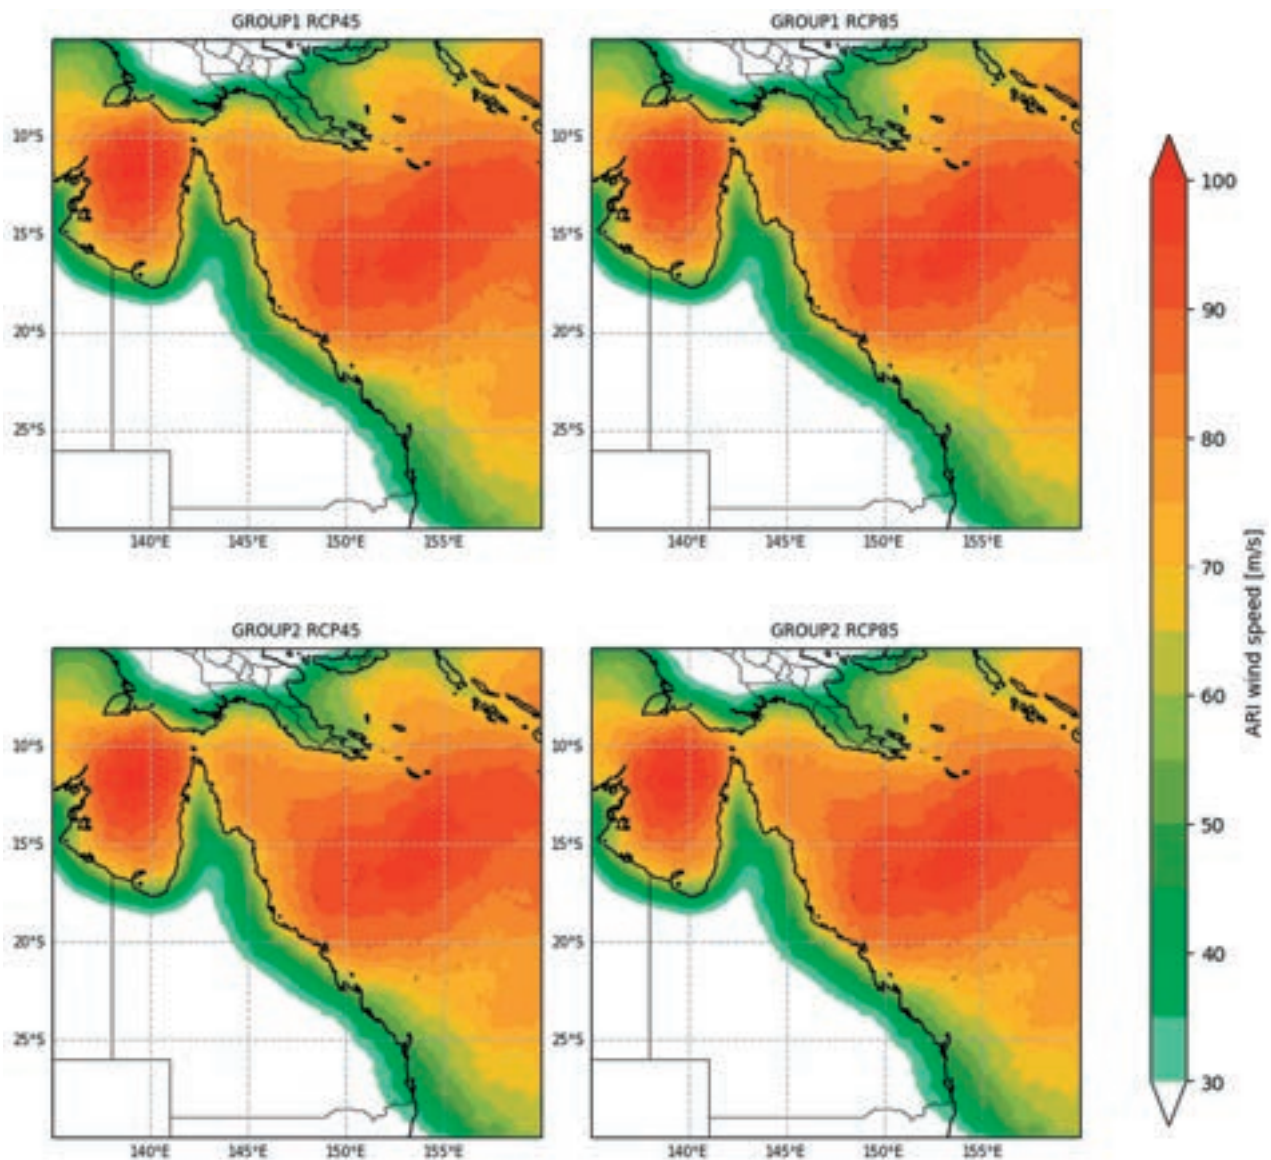 GROUP1 RCP45 GROUP1 RCP85
10°S 10°S
15°S 15°S
20°S 20°S
25°S 25°S
140°E 145°E 150°E 155°E 140°E 145°E 150°E 155°E
GROUP2 RCP45 GROUP2 RCP85
10°S 10°S
15°S 15°S
20°S 20°S
25°S 25°S
140°E 145°E 150°E 155°E 140°E 145°E 150°E 155°E
100
90
80
70
60
50
40
30
ARI wind speed [m/s]